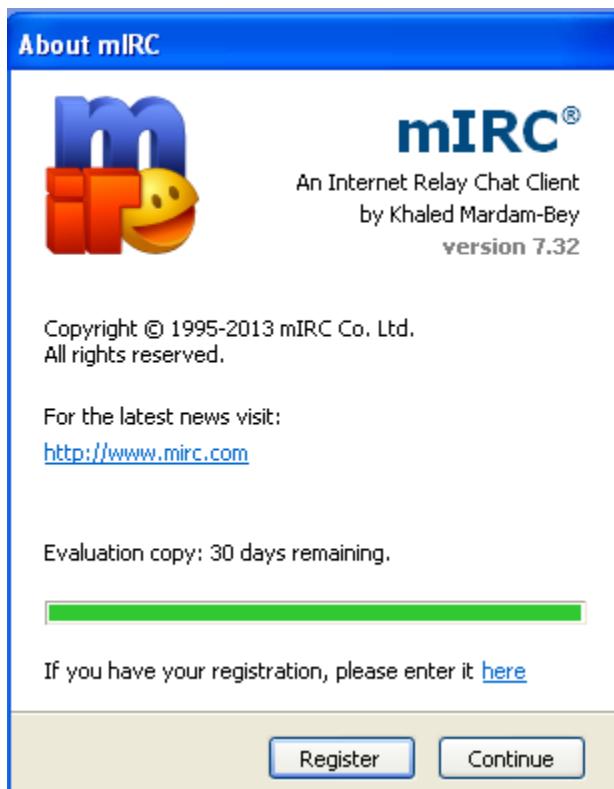 About mIRC
mIRC®
An Internet Relay Chat Client
by Khaled Mardam-Bey
version 7.32
Copyright © 1995-2013 mIRC Co. Ltd.
All rights reserved.
For the latest news visit:
http://www.mirc.com
Evaluation copy: 30 days remaining.
If you have your registration, please enter it here
Register
Continue